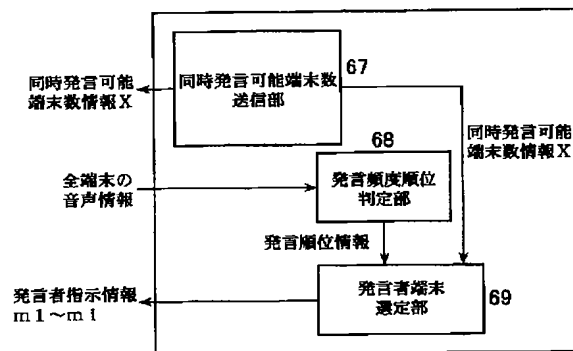 67
同時発言可能端末数
送信部
同時発言可能
端末数情報X
同時発言可能
端末数情報X
68
全端末の
音声情報
発言頻度順位
判定部
発言順位情報
発言者端末
選定部
69
発言者指示情報
m1～mi